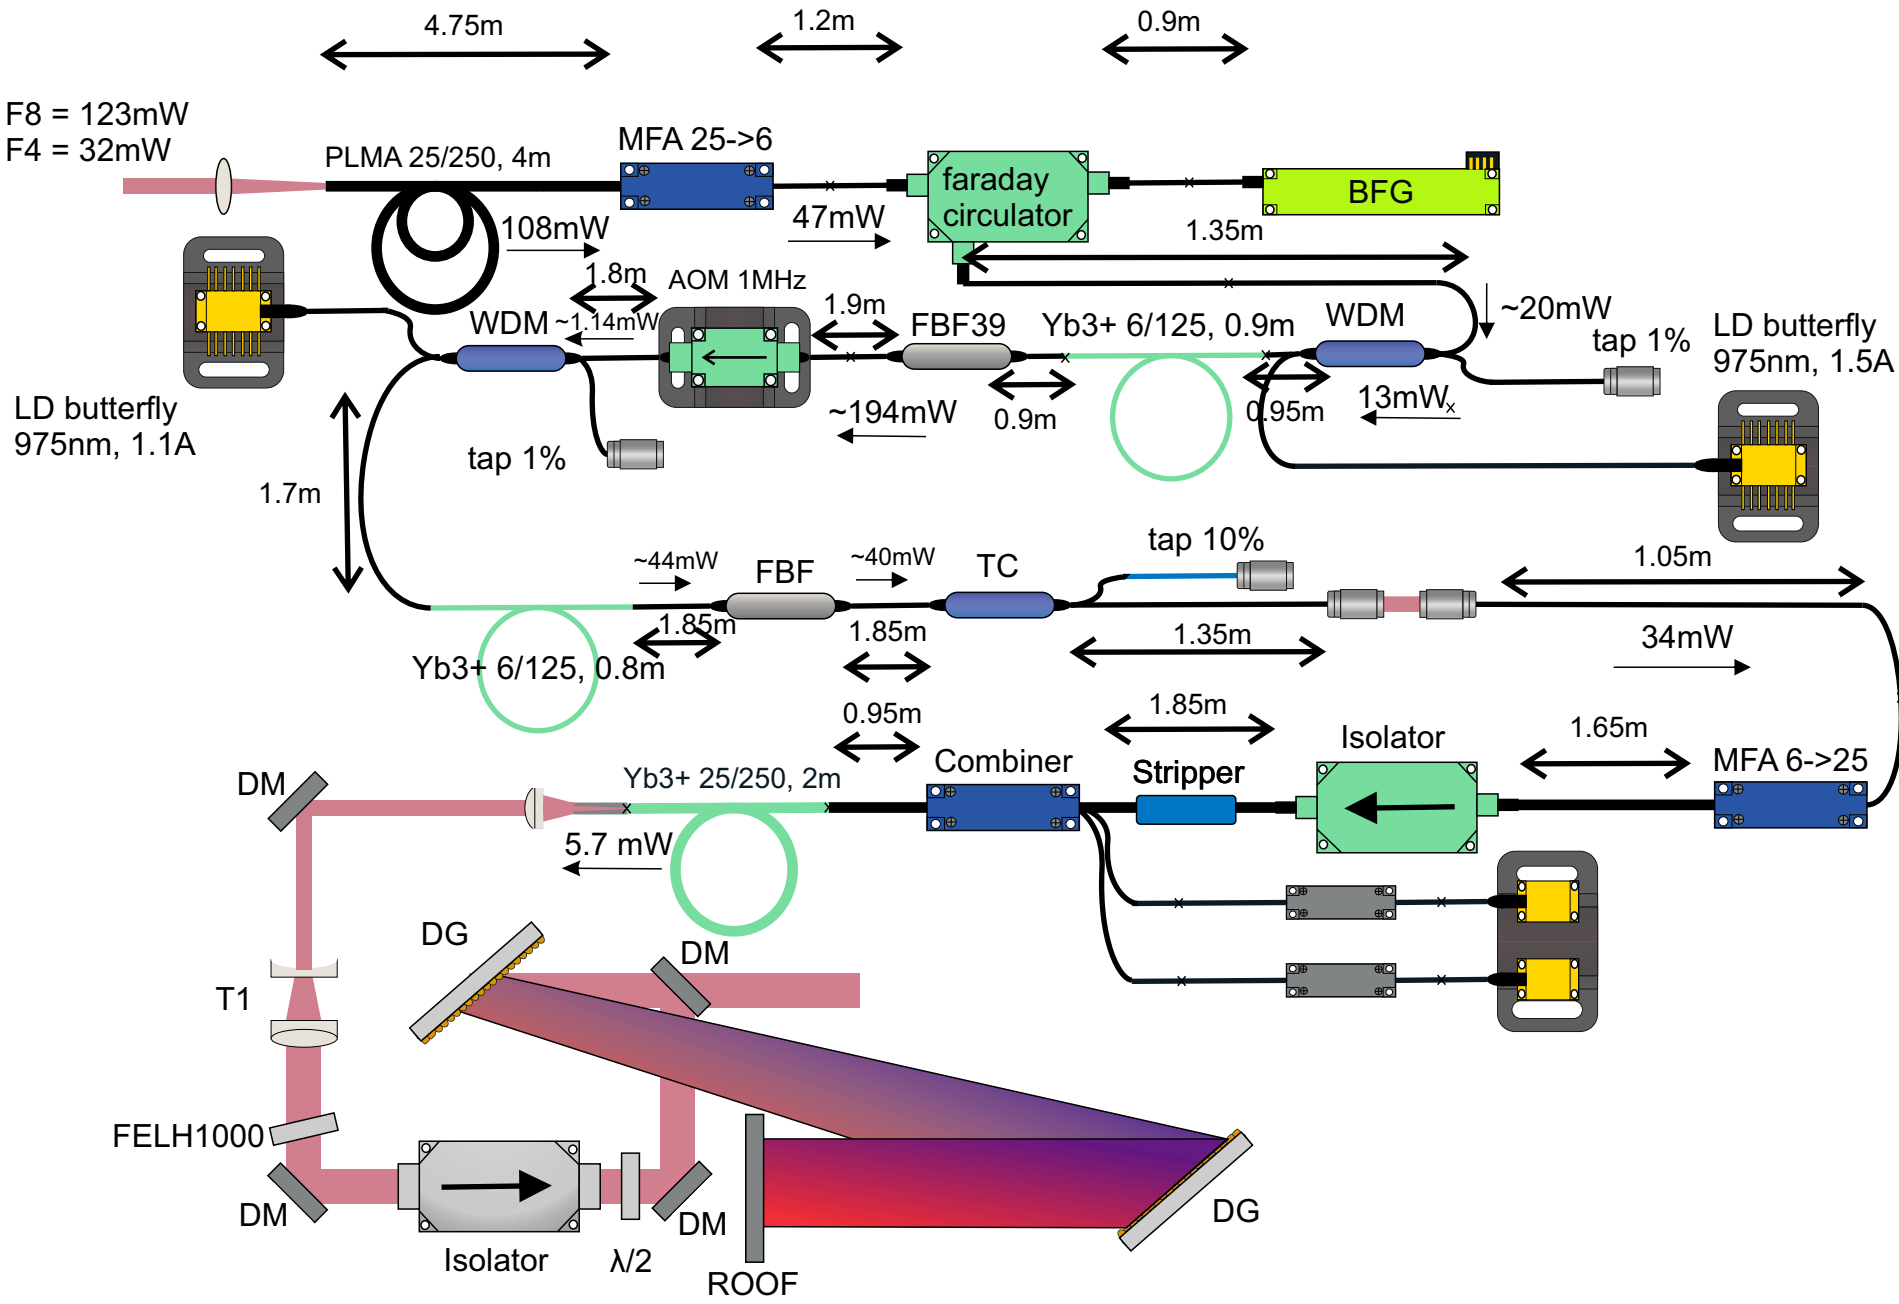 4.75m
1.2m
0.9m
F8 = 123mW
F4 = 32mW
PLMA 25/250, 4m
MFA 25->6
faraday
circulator
BFG
108mW
47mW
1.35m
1.8m
AOM 1MHz
~20mW
WDM
~1.14mW
1.9m
FBF39
Yb3+ 6/125, 0.9m
WDM
tap 1%
LD butterfly
975nm, 1.5A
LD butterfly
975nm, 1.1A
~194mW
0.9m
0.95m
13mW
x
tap 1%
1.7m
~44mW
FBF
~40mW
TC
tap 10%
1.05m
1.85m
1.85m
1.35m
34mW
Yb3+ 6/125, 0.8m
0.95m
1.85m
1.65m
DM
Yb3+ 25/250, 2m
Combiner
Stripper
Isolator
MFA 6->25
5.7 mW
DG
DM
T1
FELH1000
DM
Isolator
λ/2
DM
ROOF
DG